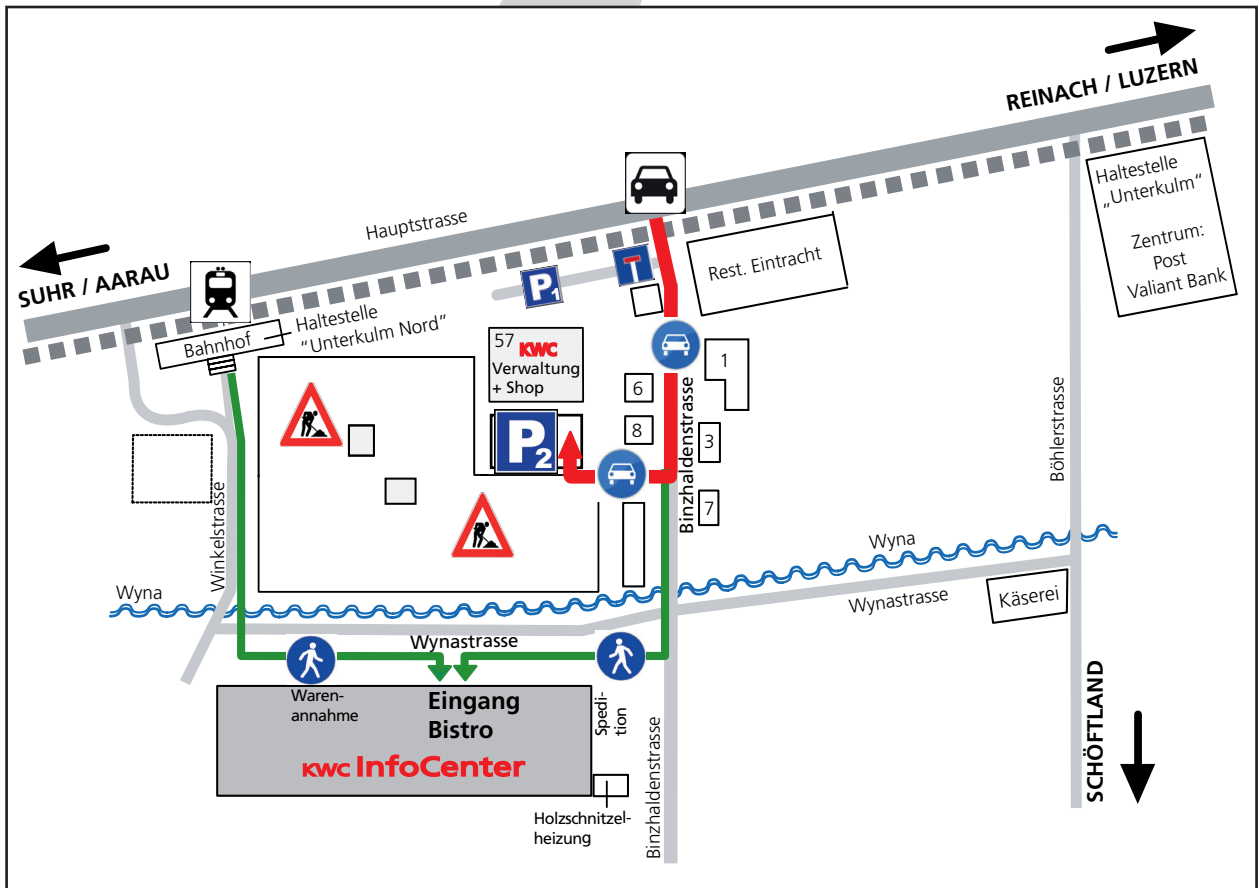 REINACH / LUZERN
Haltestelle
„Unterkulm“
Zentrum:
Post
Valiant Bank
Hauptstrasse
SUHR / AARAU
Bahnhof
Haltestelle
"Unterkulm Nord"
P1
Rest. Eintracht
57 KWC
Verwaltung
+ Shop
P2
6
8
1
3
7
Binzhaldenstrasse
Böhlerstrasse
Winkelstrasse
Wyna
Wyna
Wynastrasse
Käserei
Wynastrasse
Waren-
annahme
Eingang
Bistro
Spedi-
tion
KWC InfoCenter
Holzschnitzel-
heizung
Binzhaldenstrasse
SCHÖFTLAND